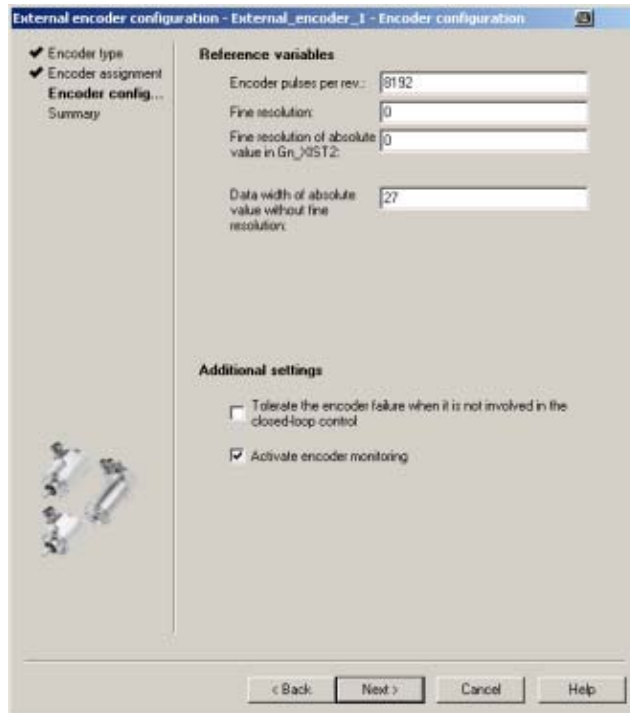 External encoder configuration - External_encoder_1 - Encoder configuration
Encoder type
Encoder assignment
Encoder config...
Summary
Reference variables
Encoder pulses per rev.:
8192
Fine resolution:
0
Fine resolution of absolute
value in Gn_XIST2:
0
Data width of absolute
value without fine
resolution:
27
Additional settings
Tolerate the encoder failure when it is not involved in the
closed-loop control
Activate encoder monitoring
< Back
Next >
Cancel
Help